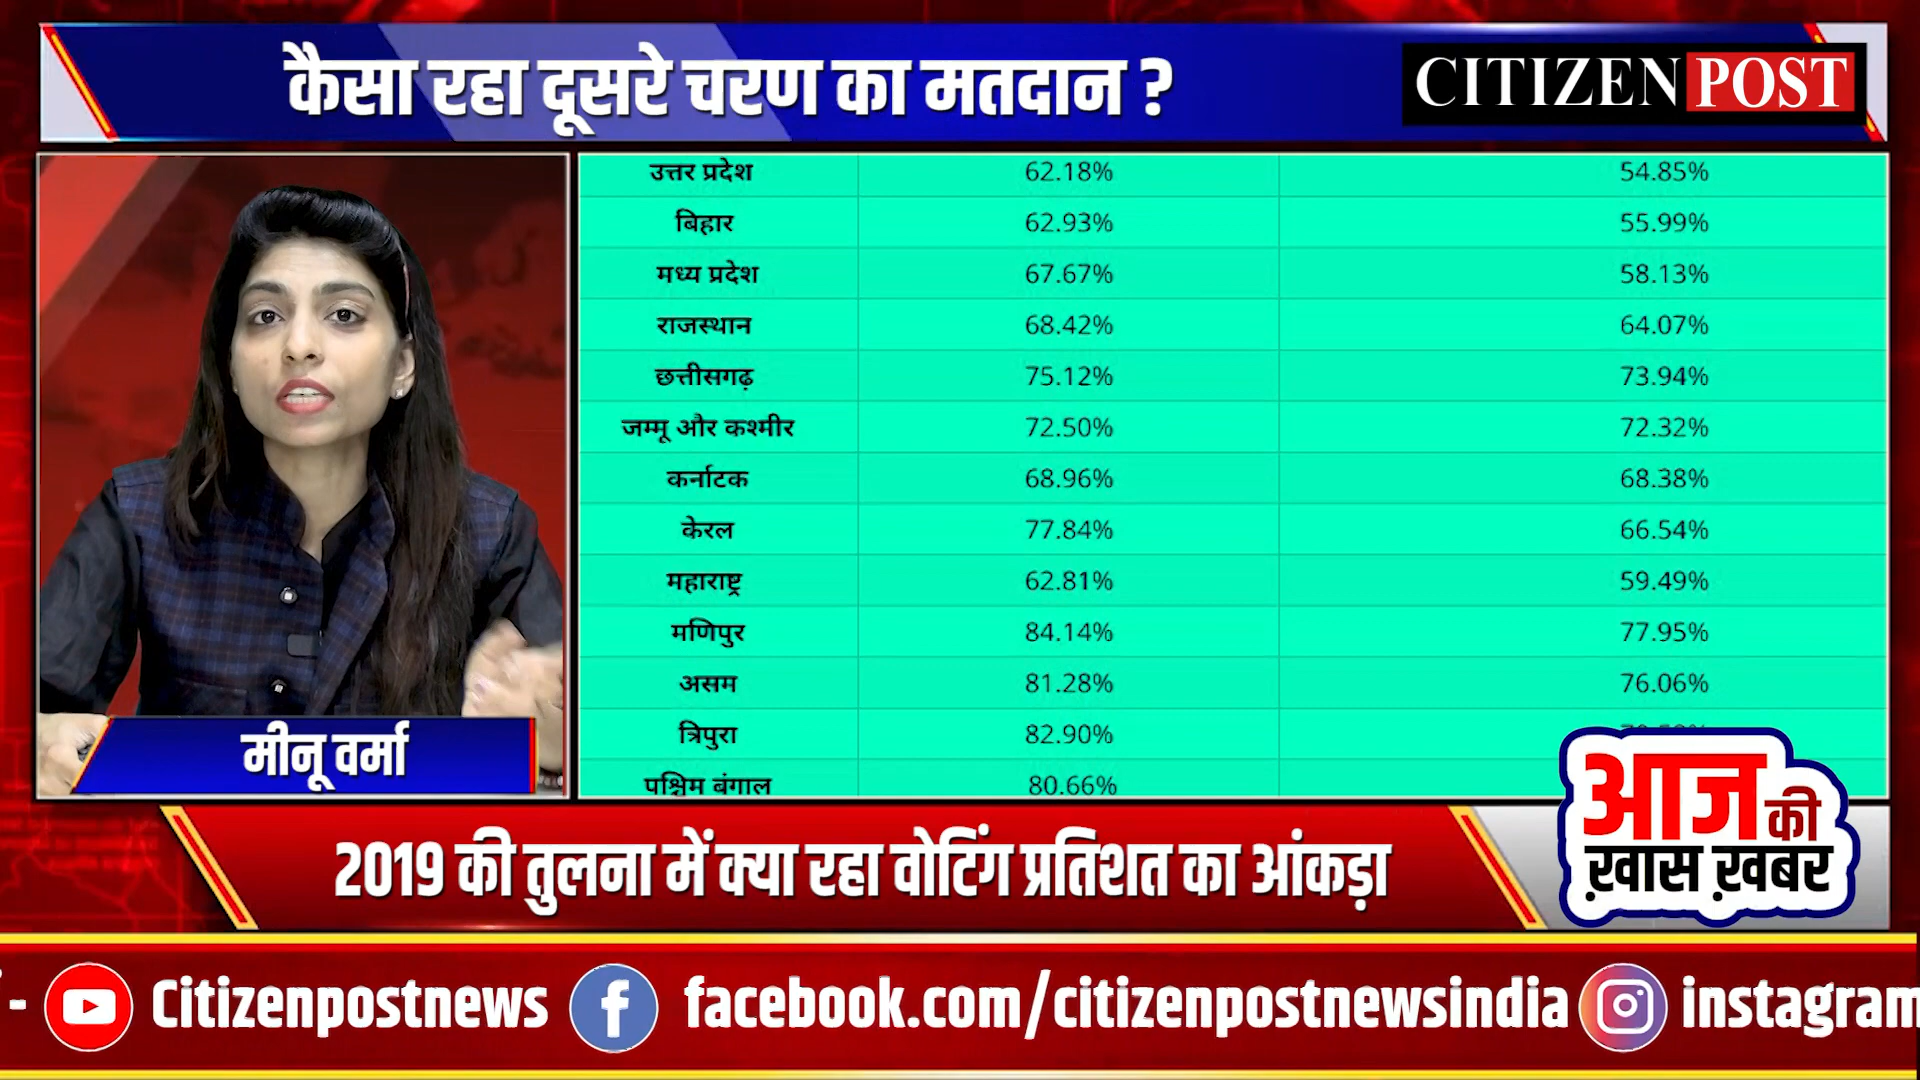 कैसा रहा दूसरे चरण का मतदान ?
CITIZEN POST
उत्तर प्रदेश 62.18% 54.85%
बिहार 62.93% 55.99%
मध्य प्रदेश 67.67% 58.13%
राजस्थान 68.42% 64.07%
छत्तीसगढ़ 75.12% 73.94%
जम्मू और कश्मीर 72.50% 72.32%
कर्नाटक 68.96% 68.38%
केरल 77.84% 66.54%
महाराष्ट्र 62.81% 59.49%
मणिपुर 84.14% 77.95%
असम 81.28% 76.06%
त्रिपुरा 82.90%
पश्चिम बंगाल 80.66%
मीनू वर्मा
2019 की तुलना में क्या रहा वोटिंग प्रतिशत का आंकड़ा
आज की
ख़ास ख़बर
- Citizenpostnews facebook.com/citizenpostnewsindia instagram